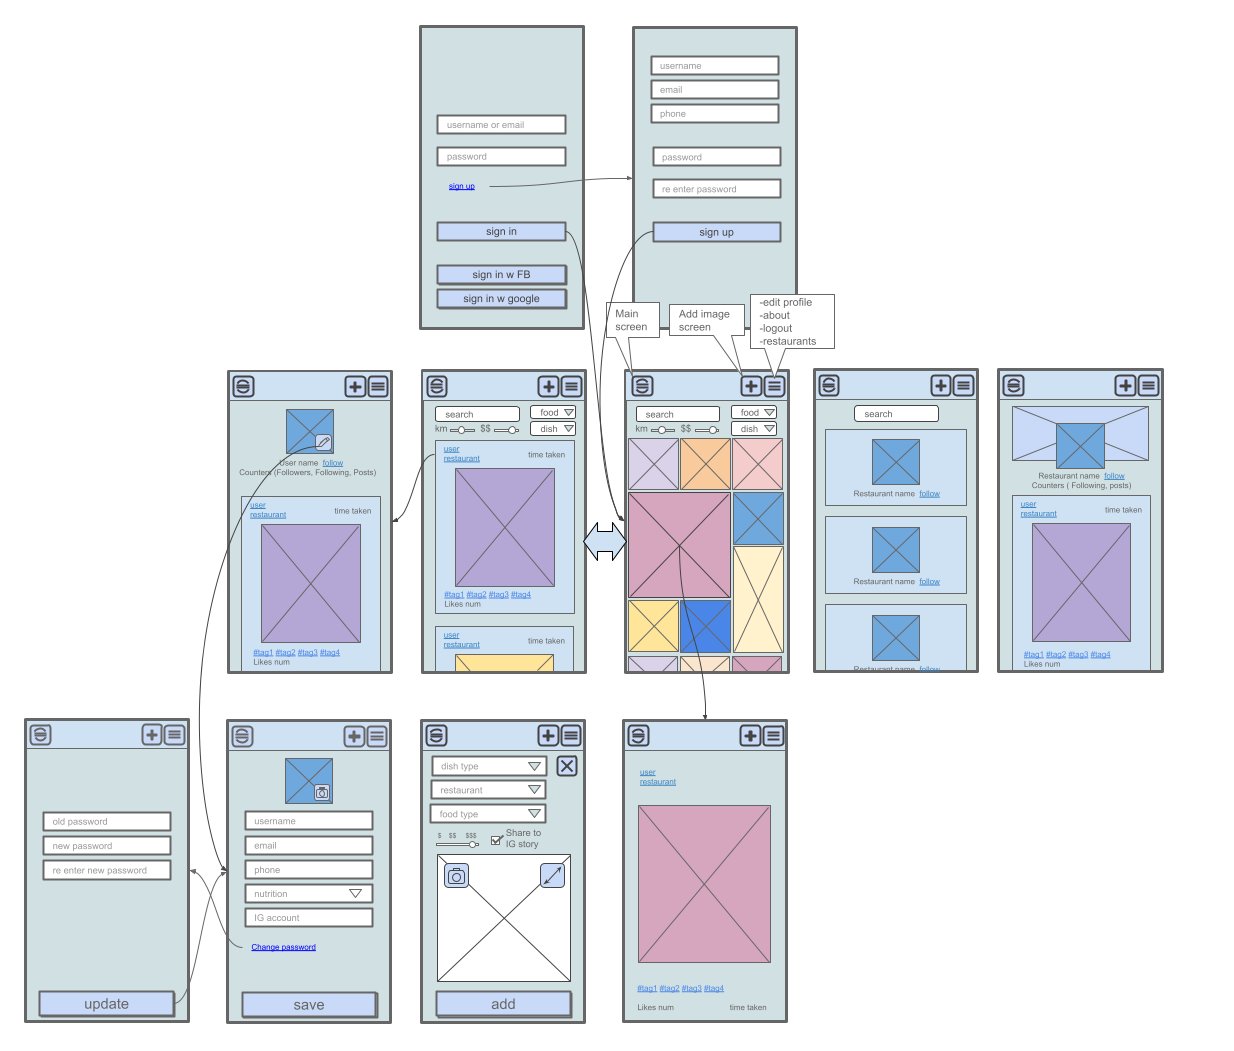 username or email
password
sign up
sign in
sign in w FB
sign in w google
username
email
phone
password
re enter password
sign up
Main
screen
Add image
screen
-edit profile
-about
-logout
-restaurants
User name follow
Counters (Followers, Following, Posts)
user
restaurant
time taken
#tag1 #tag2 #tag3 #tag4
Likes num
search
food
km
$$
dish
user
restaurant
time taken
#tag1 #tag2 #tag3 #tag4
Likes num
user
restaurant
time taken
search
food
km
$$
dish
search
Restaurant name follow
Restaurant name follow
Restaurant name follow
Restaurant name follow
Counters ( Following, posts)
user
restaurant
time taken
#tag1 #tag2 #tag3 #tag4
Likes num
old password
new password
re enter new password
update
username
email
phone
nutrition
IG account
Change password
save
dish type
restaurant
food type
$ $$ $$$
Share to
IG story
add
user
restaurant
#tag1 #tag2 #tag3 #tag4
Likes num
time taken